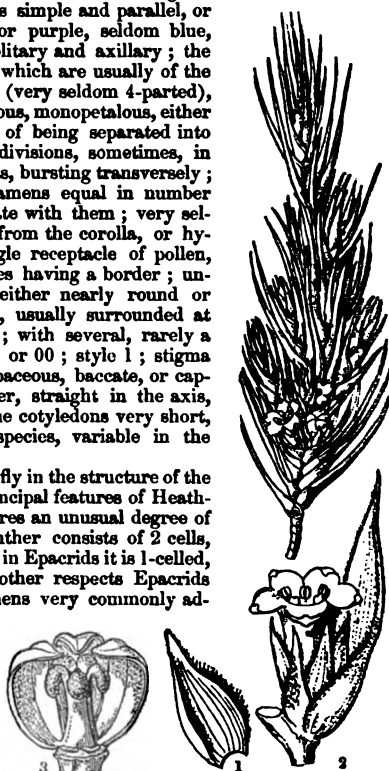 s simple and parallel, or
or purple, seldom blue,
olitary and axillary ; the
which are usually of the
(very seldom 4-parted),
ous, monopetalous, either
of being separated into
divisions, sometimes, in
s, bursting transversely ;
amens equal in number
te with them ; very sel-
from the corolla, or hy-
gle receptacle of pollen,
es having a border ; un-
either nearly round or
, usually surrounded at
; with several, rarely a
or 00 ; style 1 ; stigma
paceous, baccate, or cap-
er, straight in the axis,
he cotyledons very short,
species, variable in the
fly in the structure of the
ncipal features of Heath-
res an unusual degree of
nther consists of 2 cells,
in Epacrids it is 1-celled,
other respects Epacrids
nens very commonly ad-
3
1
2